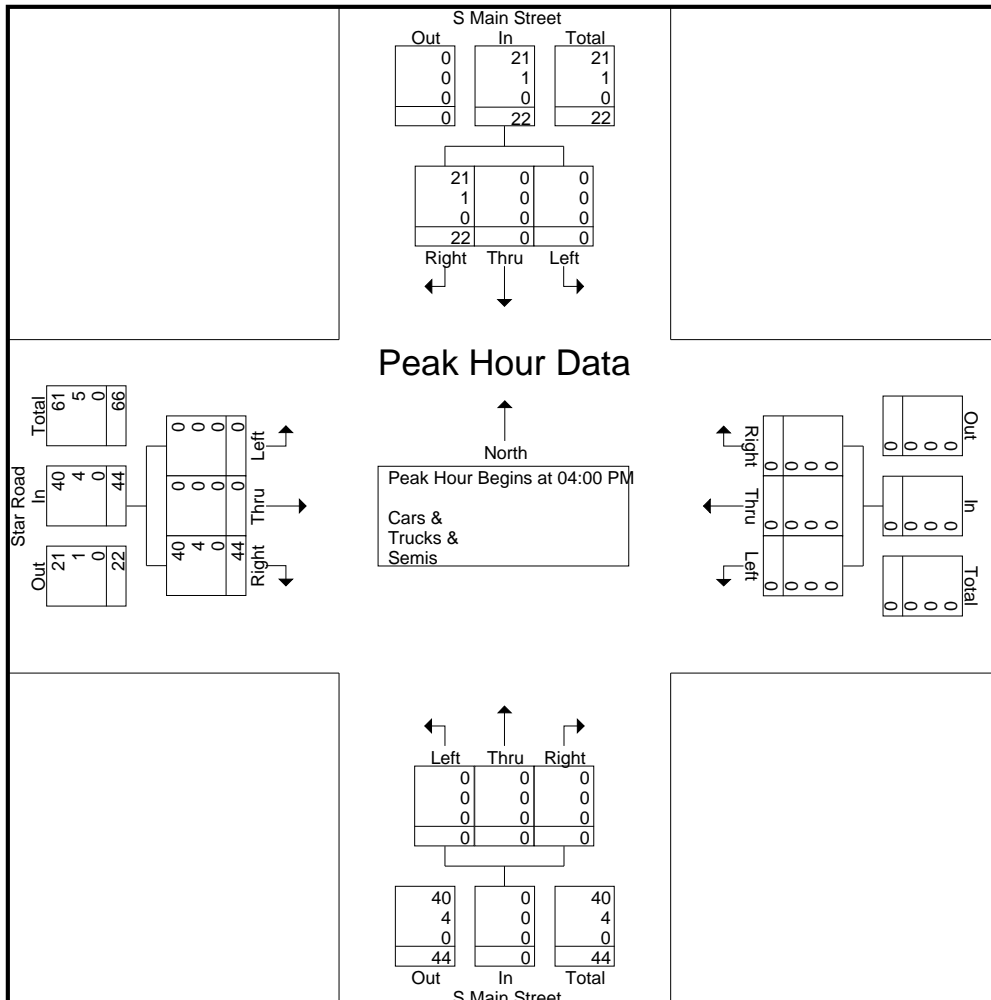 S Main Street
Out In Total
0 21 21
0 1 1
0 0 0
0 22 22
21 0 0
1 0 0
0 0 0
22 0 0
Right Thru Left
Peak Hour Data
North
Peak Hour Begins at 04:00 PM
Cars &
Trucks &
Semis
Star Road
Total
61
5
0
66
In
40
4
0
44
Out
21
1
0
22
Left
0
0
0
0
Thru
0
0
0
0
Right
40
4
0
44
Right
0
0
0
0
Thru
0
0
0
0
Left
0
0
0
0
Out
0
0
0
0
In
0
0
0
0
Total
0
0
0
0
Left Thru Right
0 0 0
0 0 0
0 0 0
0 0 0
40 0 40
4 0 4
0 0 0
44 0 44
Out In Total
S Main Street